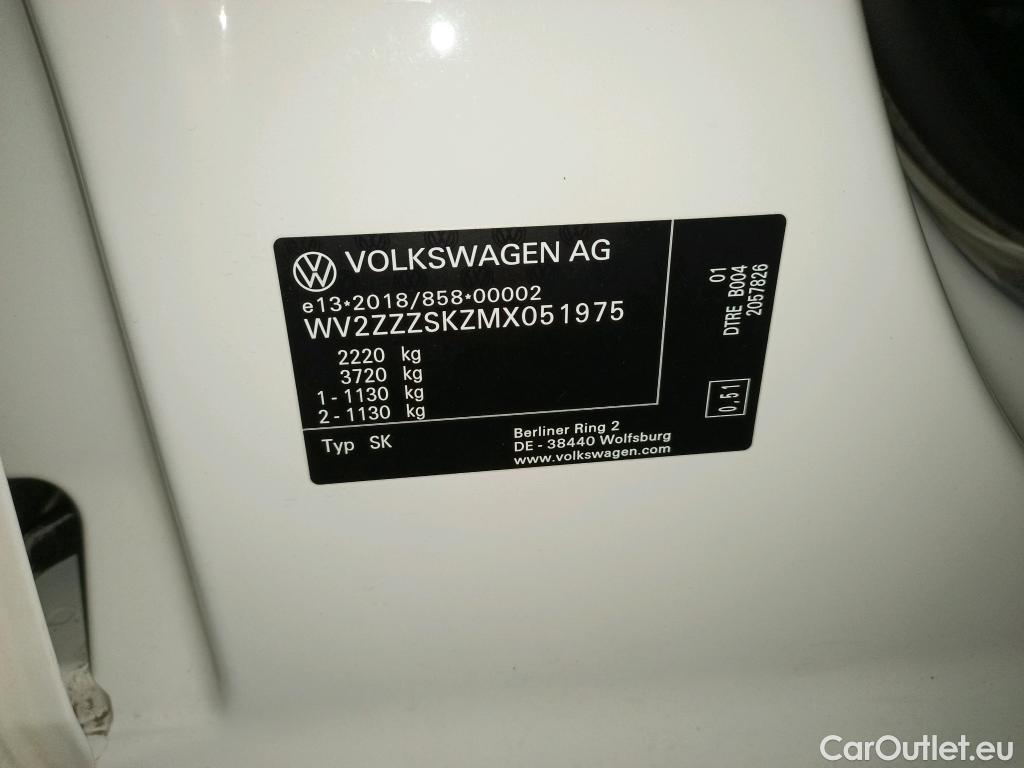 VOLKSWAGEN AG
e13*2018/858*00002
WV2ZZZSKZMX051975
2220 kg
3720 kg
1 - 1130 kg
2 - 1130 kg
Typ SK
Berliner Ring 2
DE - 38440 Wolfsburg
www.volkswagen.com
01
DTRE B004
2057826
0,51
CarOutlet.eu